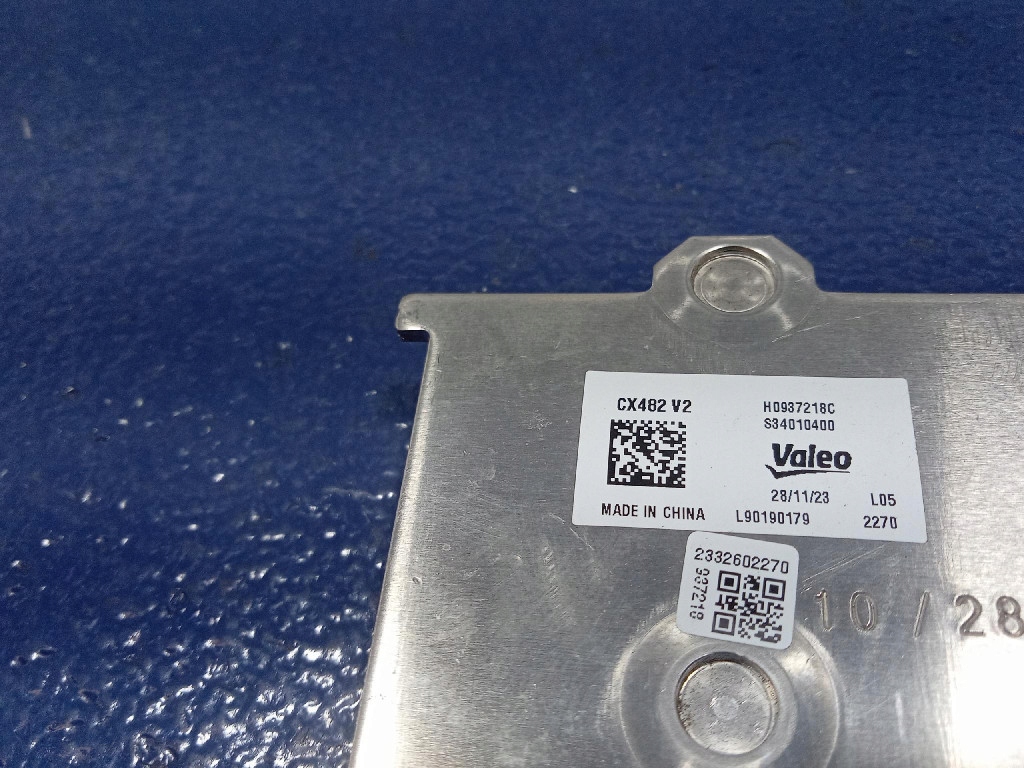 CX482 V2
H0937218C
S34010400
Valeo
28/11/23
L05
MADE IN CHINA
L90190179
2270
2332602270
937218
10 / 28